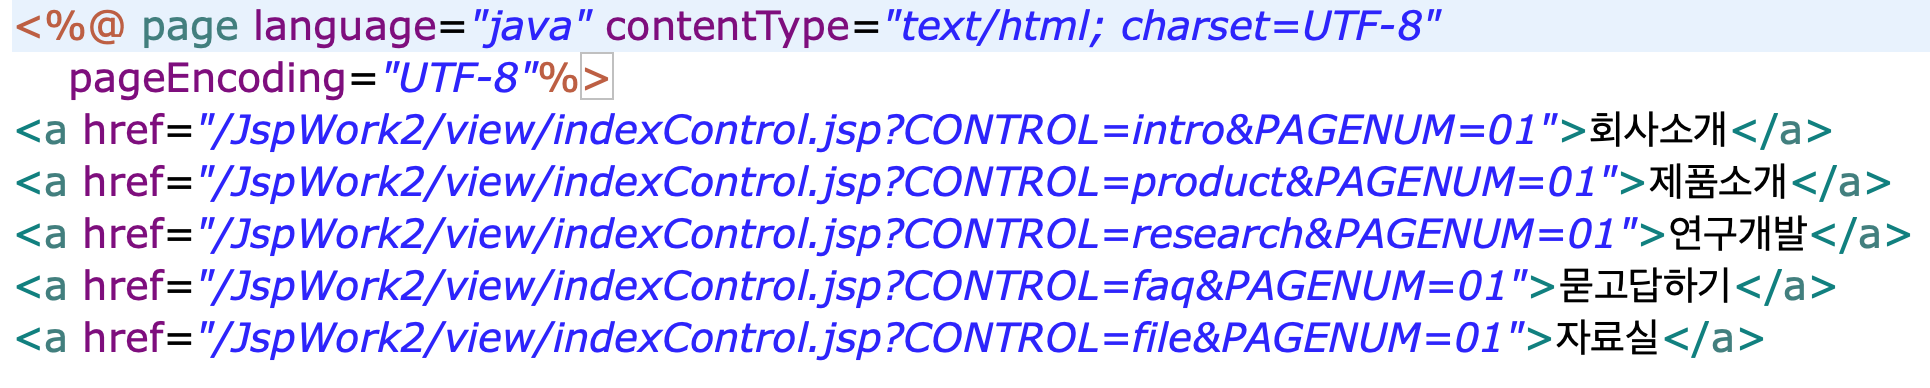 <%@ page language="java" contentType="text/html; charset=UTF-8"
pageEncoding="UTF-8"%>
<a href="/JspWork2/view/indexControl.jsp?CONTROL=intro&PAGENUM=01">회사소개</a>
<a href="/JspWork2/view/indexControl.jsp?CONTROL=product&PAGENUM=01">제품소개</a>
<a href="/JspWork2/view/indexControl.jsp?CONTROL=research&PAGENUM=01">연구개발</a>
<a href="/JspWork2/view/indexControl.jsp?CONTROL=faq&PAGENUM=01">묻고답하기</a>
<a href="/JspWork2/view/indexControl.jsp?CONTROL=file&PAGENUM=01">자료실</a>